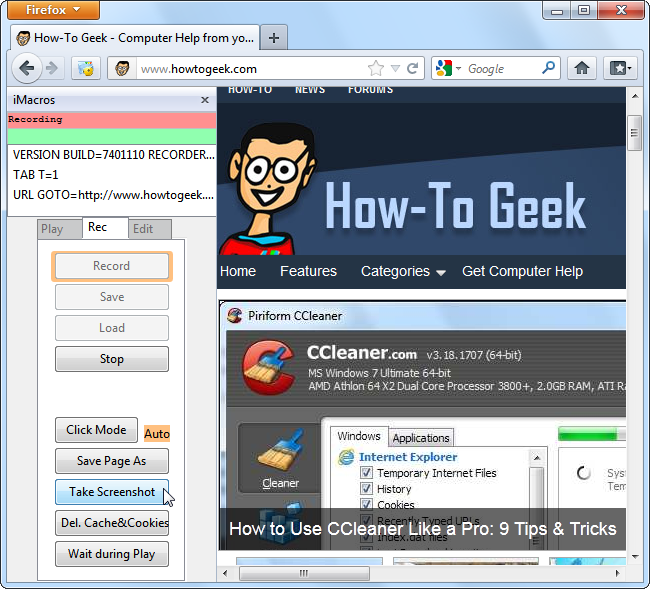 Firefox
How-To Geek - Computer Help from yo...
www.howtogeek.com
Google
iMacros
Recording
VERSION BUILD=7401110 RECORDER...
TAB T=1
URL GOTO=http://www.howtogeek....
Play Rec Edit
Record
Save
Load
Stop
Click Mode Auto
Save Page As
Take Screenshot
Del. Cache&Cookies
Wait during Play
HOW-TO NEWS FORUMS
How-To Geek
Home Features Categories Get Computer Help
Piriform CCleaner
CCleaner.com v3.18.1707 (64-bit)
MS Windows 7 Ultimate 64-bit
AMD Athlon 64 X2 Dual Core Processor 3800+, 2.0GB RAM, ATI Ra
Windows Applications
Internet Explorer
Temporary Internet Files
History
Cookies
Recently Typed URLs
Index.dat files
Cleaner
Sys
Tem
How to Use CCleaner Like a Pro: 9 Tips & Tricks